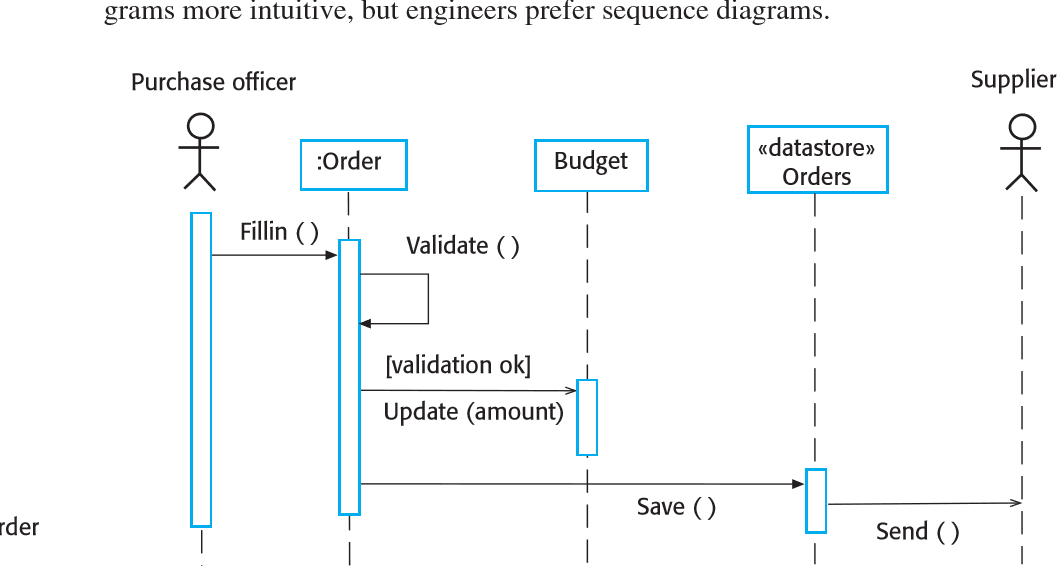 grams more intuitive, but engineers prefer sequence diagrams.
Purchase officer
Supplier
:Order
Budget
«datastore»
Orders
Fillin ( )
Validate ( )
[validation ok]
Update (amount)
Save ( )
Send ( )
rder